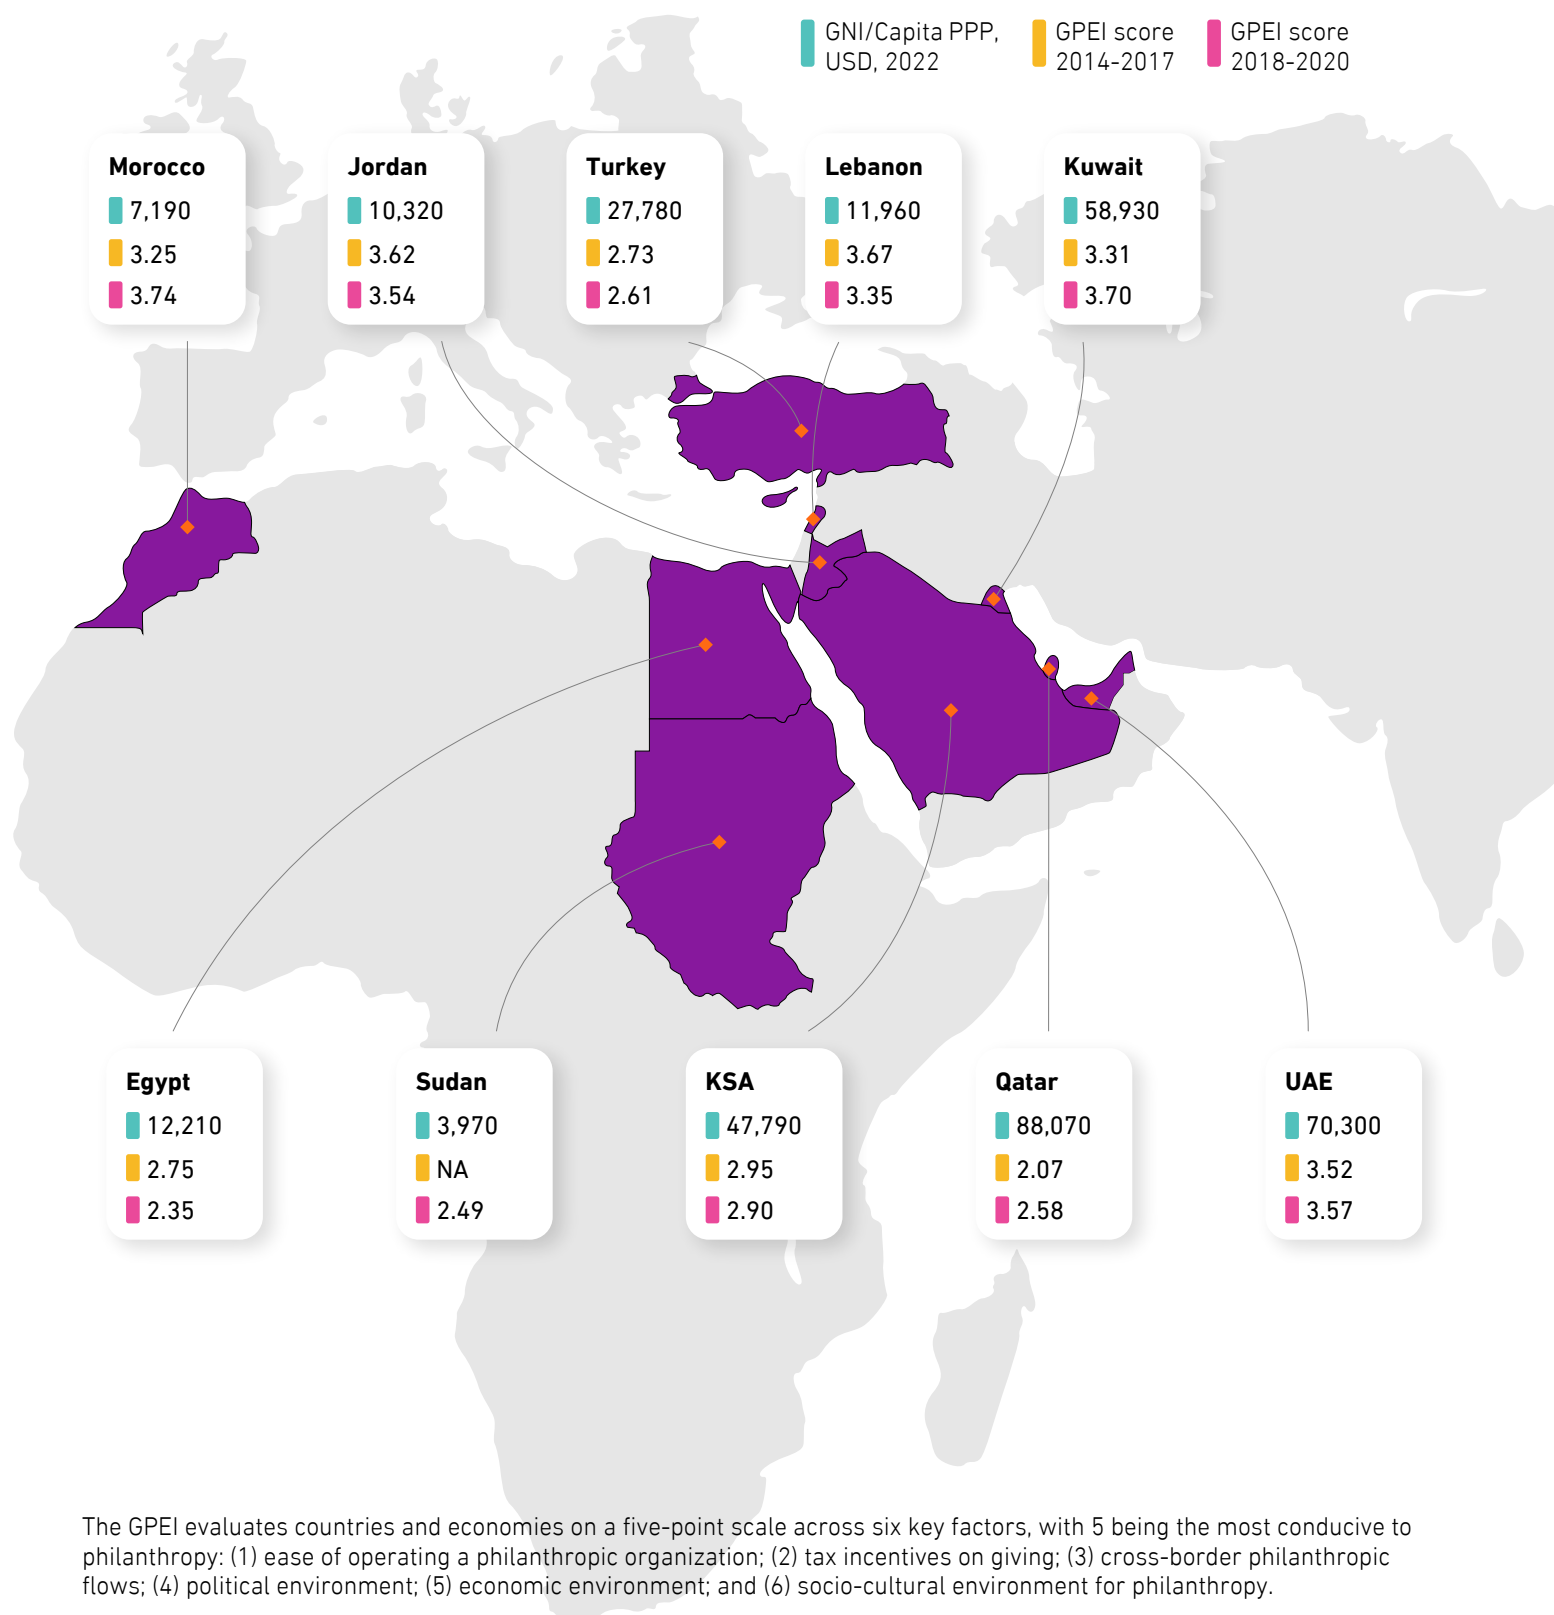 GNI/Capita PPP,
USD, 2022
GPEI score
2014-2017
GPEI score
2018-2020
Morocco
7,190
3.25
3.74
Jordan
10,320
3.62
3.54
Turkey
27,780
2.73
2.61
Lebanon
11,960
3.67
3.35
Kuwait
58,930
3.31
3.70
Egypt
12,210
2.75
2.35
Sudan
3,970
NA
2.49
KSA
47,790
2.95
2.90
Qatar
88,070
2.07
2.58
UAE
70,300
3.52
3.57
The GPEI evaluates countries and economies on a five-point scale across six key factors, with 5 being the most conducive to
philanthropy: (1) ease of operating a philanthropic organization; (2) tax incentives on giving; (3) cross-border philanthropic
flows; (4) political environment; (5) economic environment; and (6) socio-cultural environment for philanthropy.